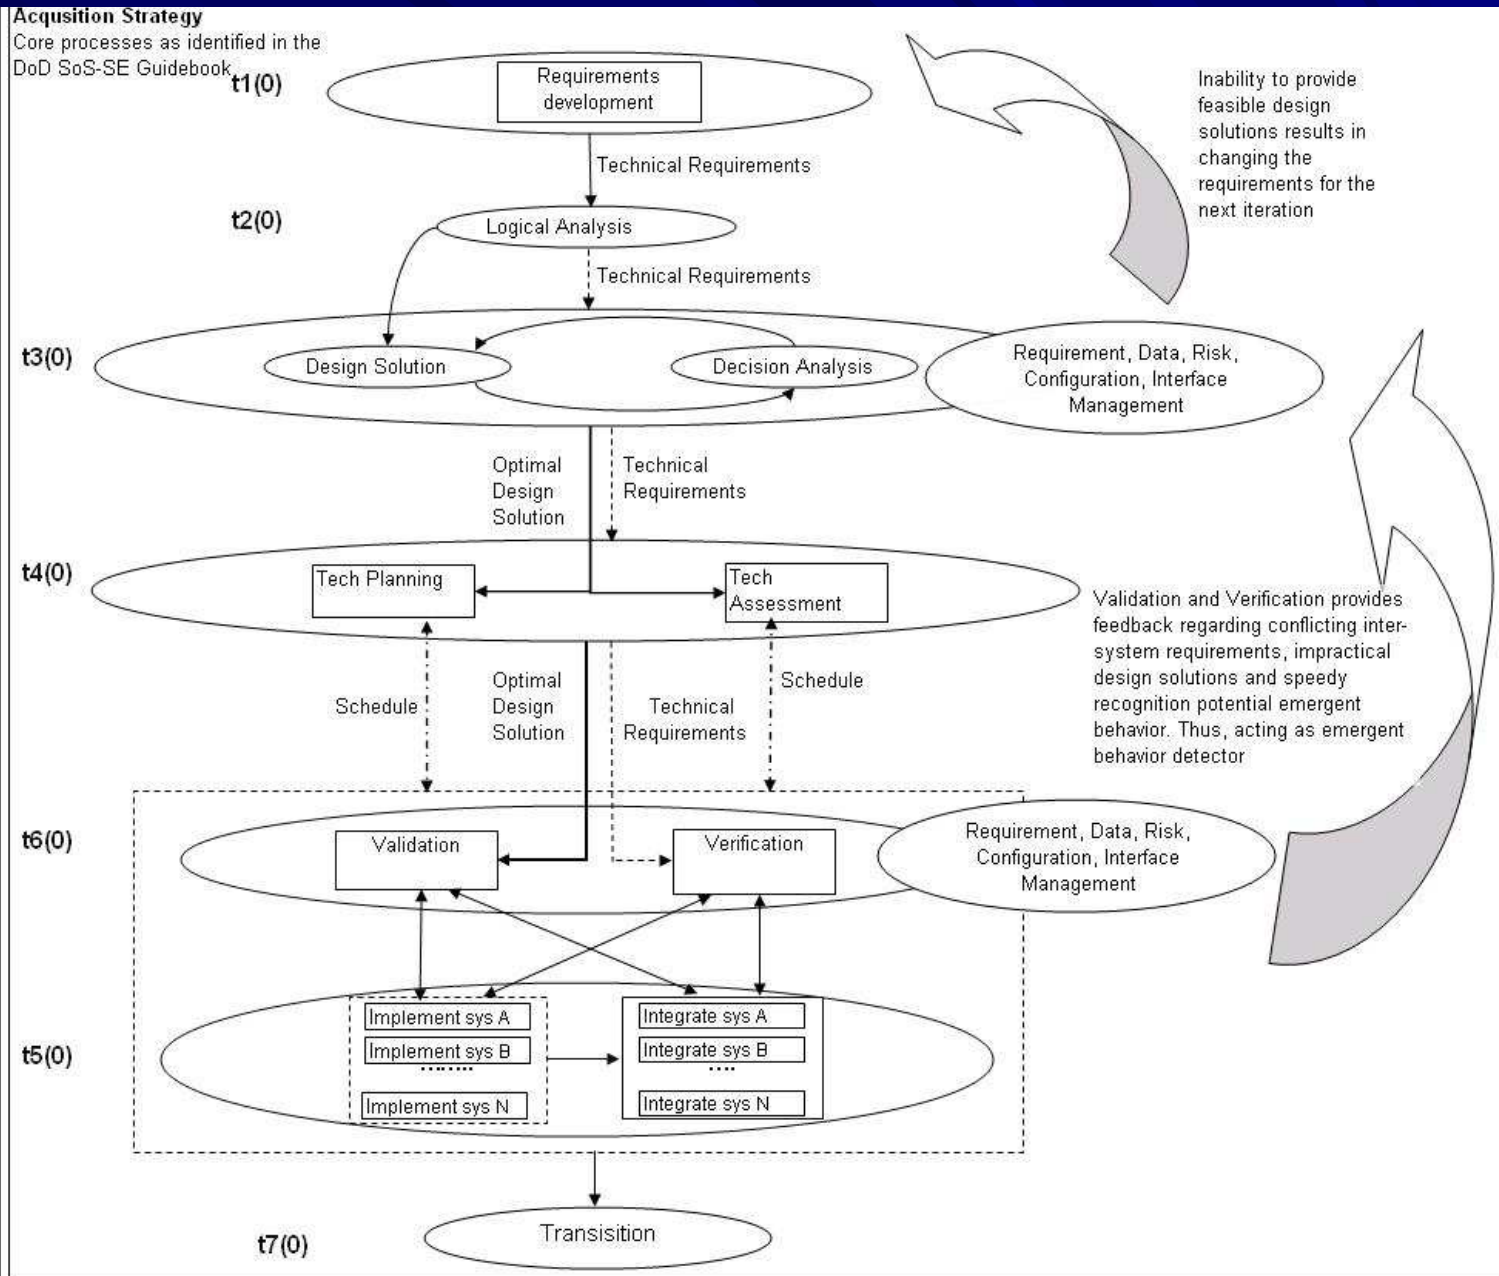 Acqusition Strategy
Core processes as identified in the
DoD SoS-SE Guidebook
t1(0)
Requirements
development
Inability to provide
feasible design
solutions results in
changing the
requirements for the
next iteration
Technical Requirements
t2(0)
Logical Analysis
Technical Requirements
t3(0)
Design Solution
Decision Analysis
Requirement, Data, Risk,
Configuration, Interface
Management
Optimal
Design
Solution
Technical
Requirements
t4(0)
Tech Planning
Tech
Assessment
Validation and Verification provides
feedback regarding conflicting inter-
system requirements, impractical
design solutions and speedy
recognition potential emergent
behavior. Thus, acting as emergent
behavior detector
Schedule
Optimal
Design
Solution
Technical
Requirements
Schedule
t6(0)
Validation
Verification
Requirement, Data, Risk,
Configuration, Interface
Management
t5(0)
Implement sys A
Implement sys B
........
Implement sys N
Integrate sys A
Integrate sys B
....
Integrate sys N
t7(0)
Transisition